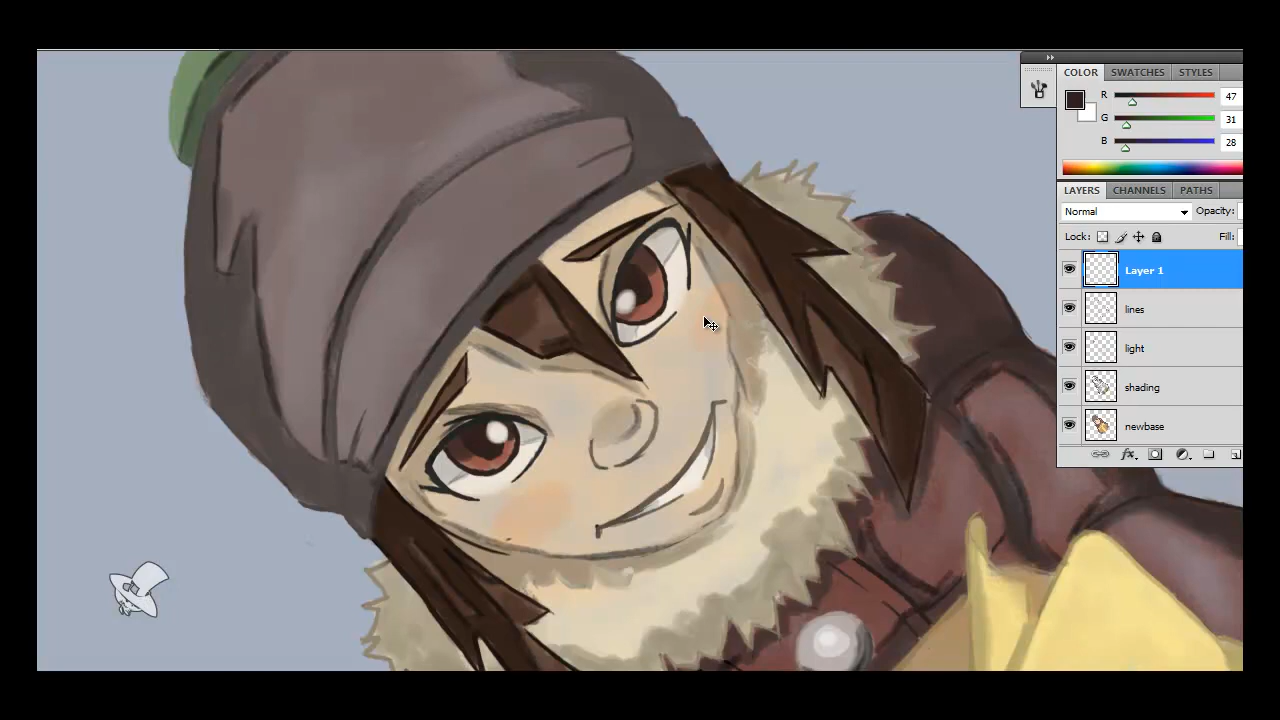 COLOR SWATCHES STYLES
R 47
G 31
B 28
LAYERS CHANNELS PATHS
Normal Opacity:
Lock: Fill:
Layer 1
lines
light
shading
newbase
fx